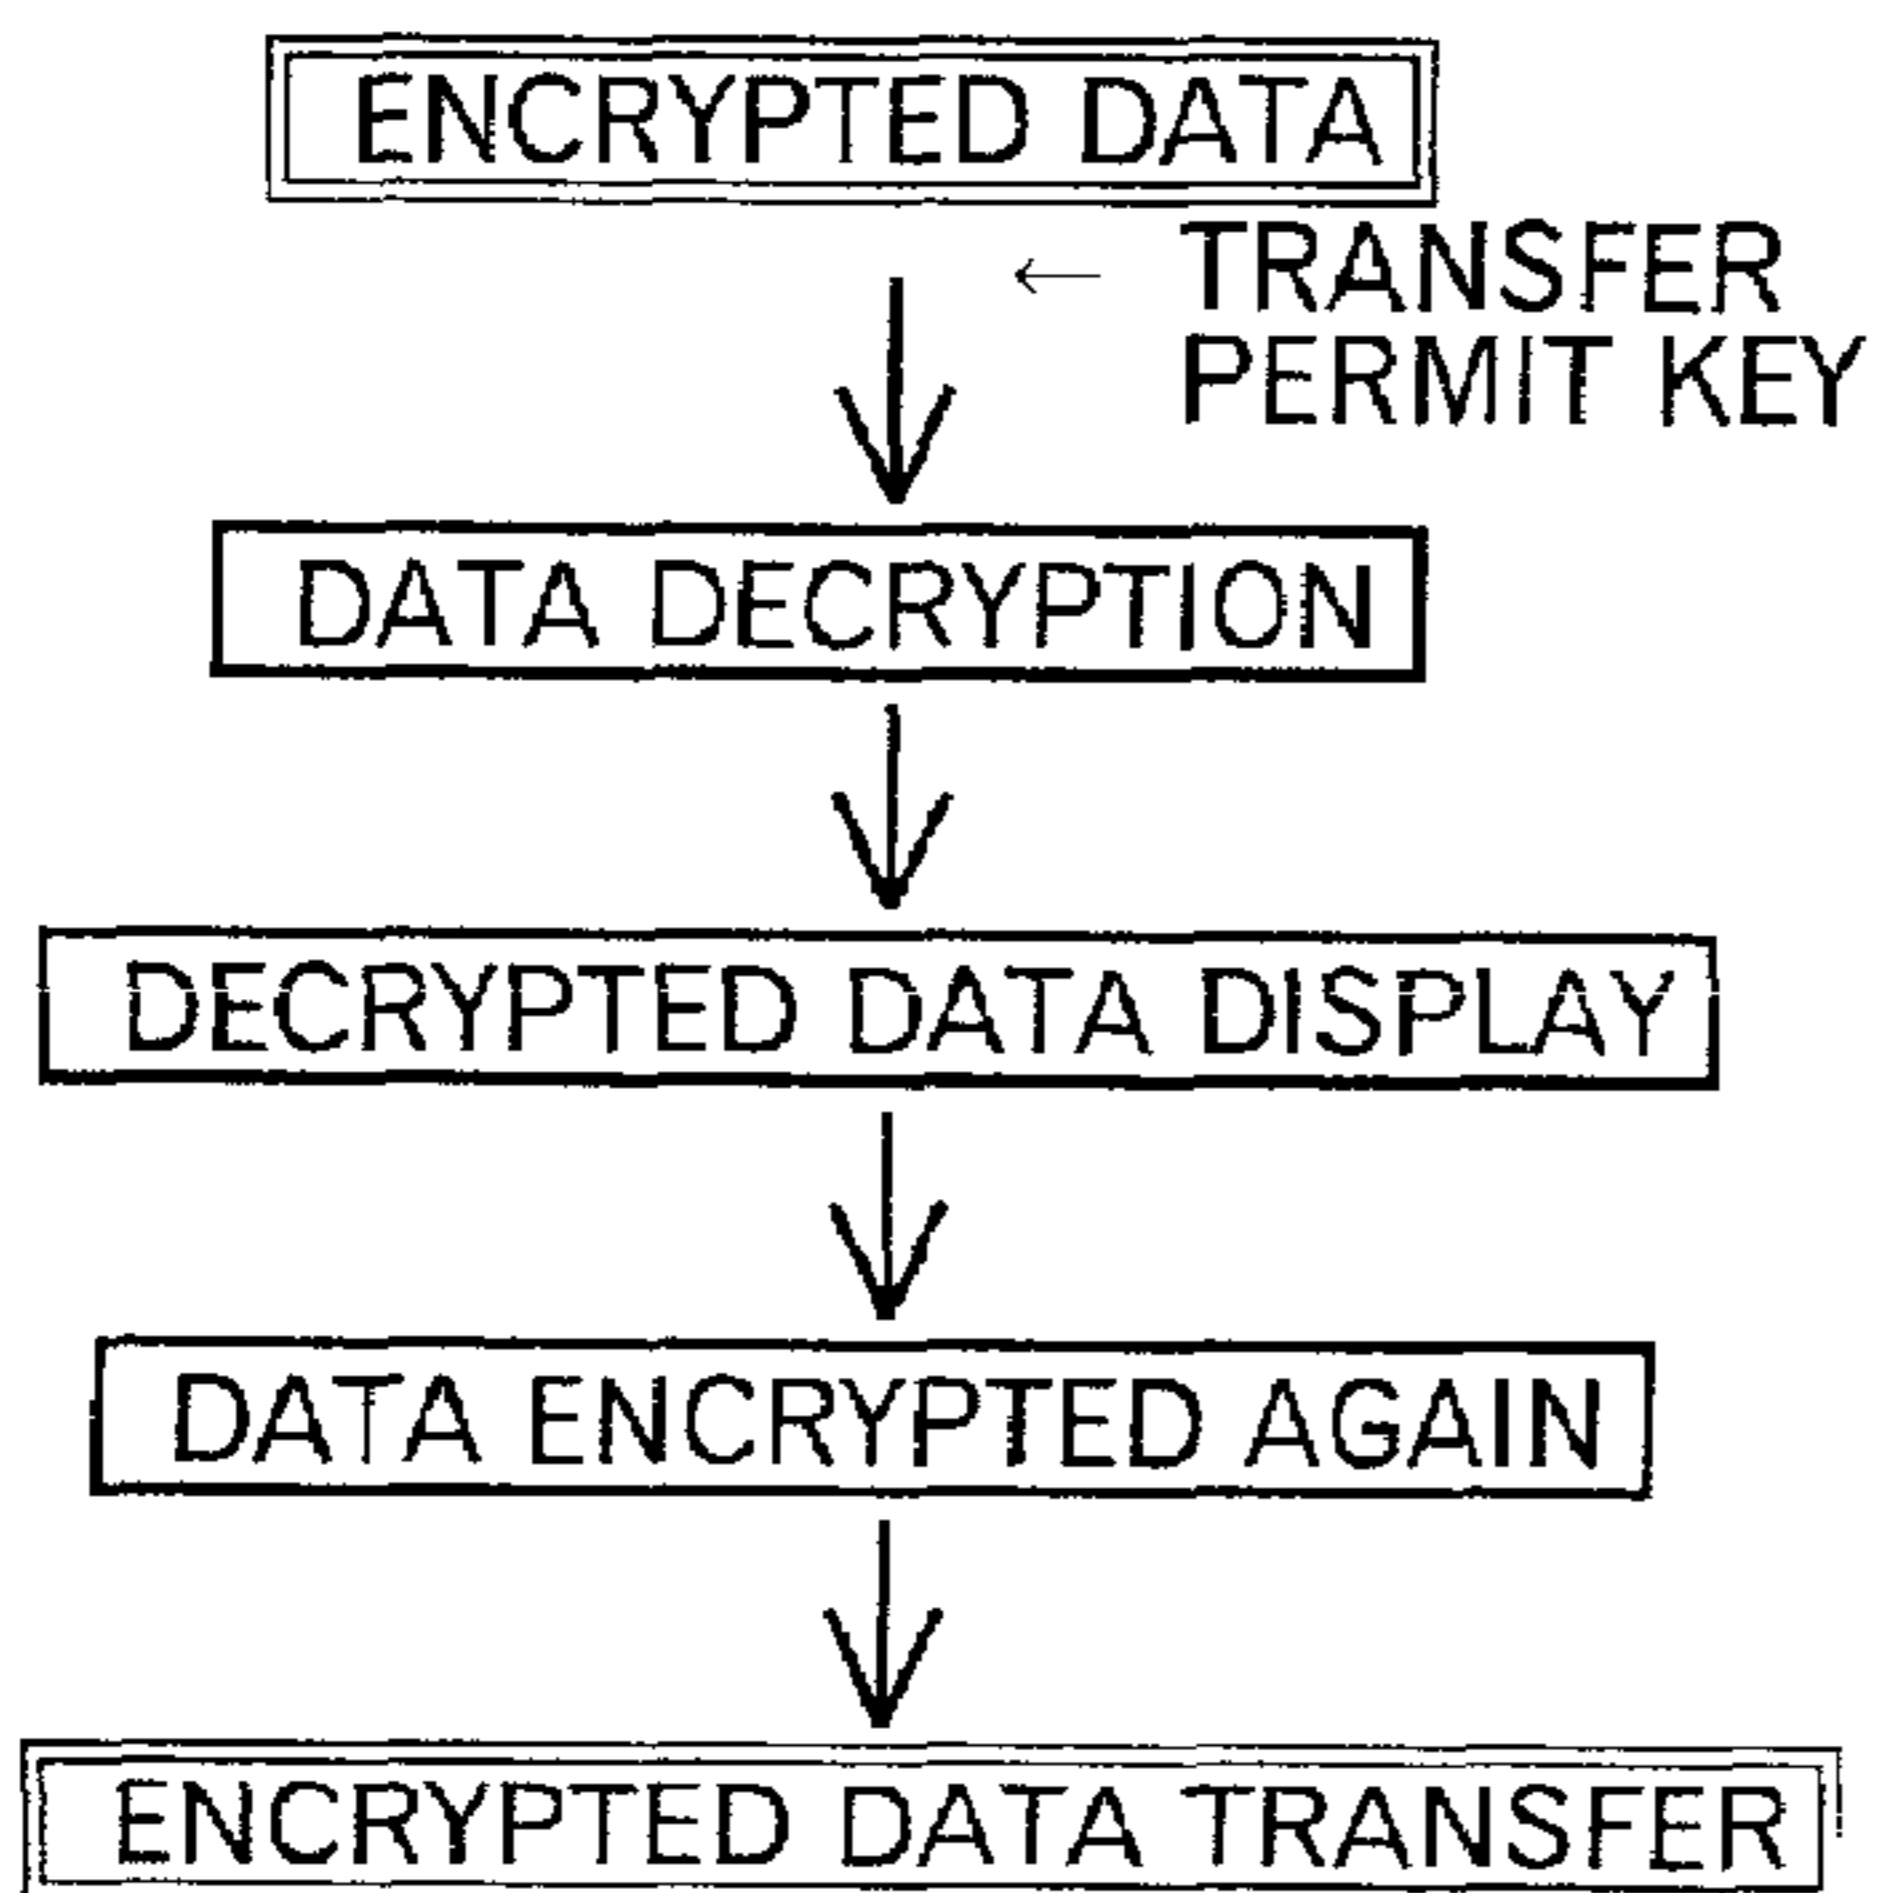 ENCRYPTED DATA
TRANSFER
PERMIT KEY
DATA DECRYPTION
DECRYPTED DATA DISPLAY
DATA ENCRYPTED AGAIN
ENCRYPTED DATA TRANSFER